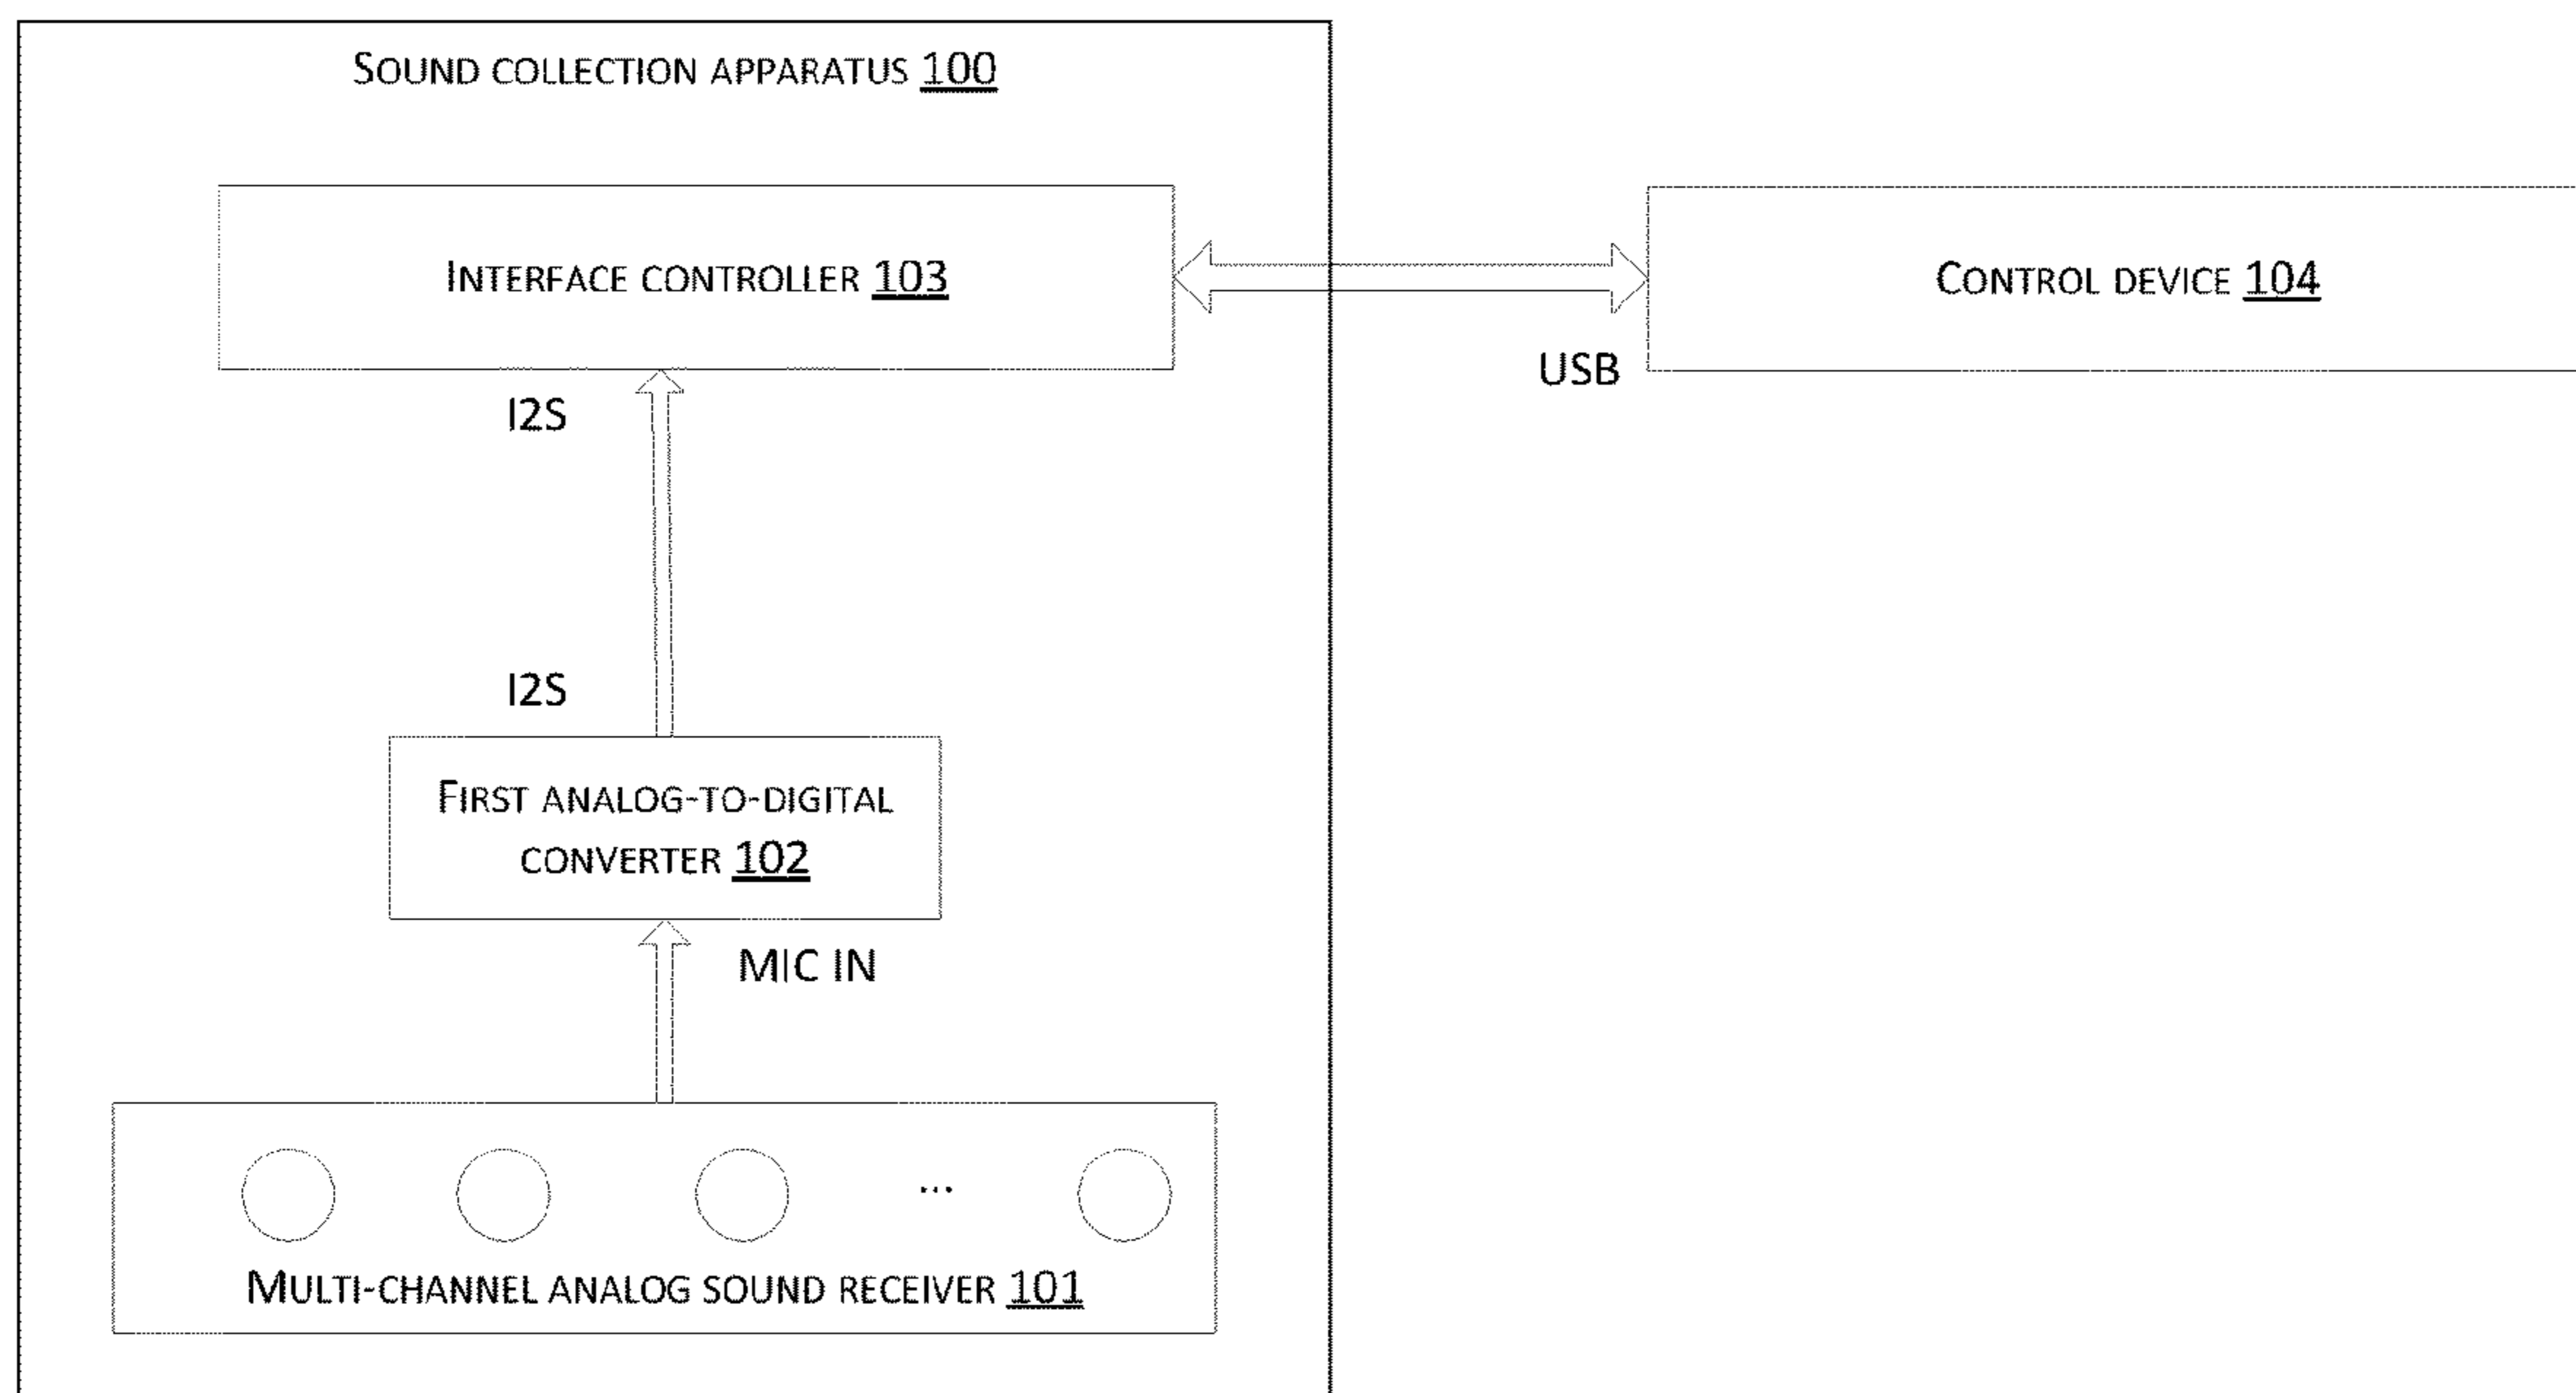 SOUND COLLECTION APPARATUS 100
INTERFACE CONTROLLER 103
CONTROL DEVICE 104
USB
I2S
I2S
FIRST ANALOG-TO-DIGITAL
CONVERTER 102
MIC IN
...
MULTI-CHANNEL ANALOG SOUND RECEIVER 101